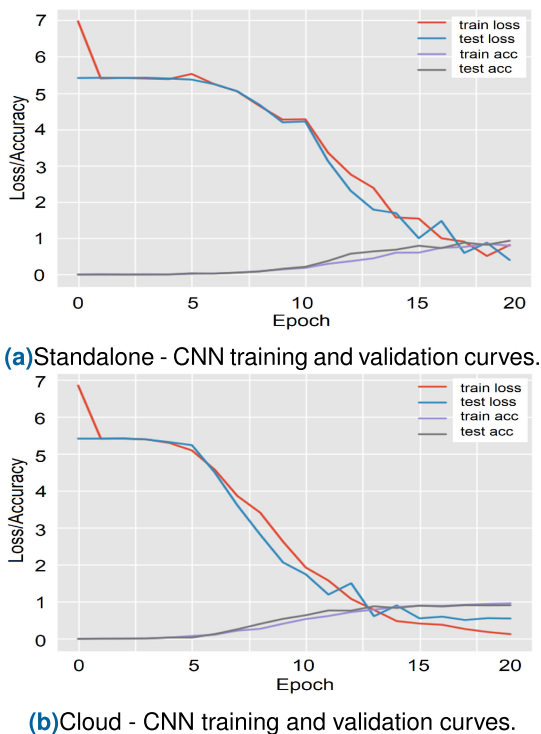 7
6
5
4
3
2
1
0
Loss/Accuracy
train loss
test loss
train acc
test acc
0 5 10 15 20
Epoch
(a)Standalone - CNN training and validation curves.
7
6
5
4
3
2
1
0
Loss/Accuracy
train loss
test loss
train acc
test acc
0 5 10 15 20
Epoch
(b)Cloud - CNN training and validation curves.